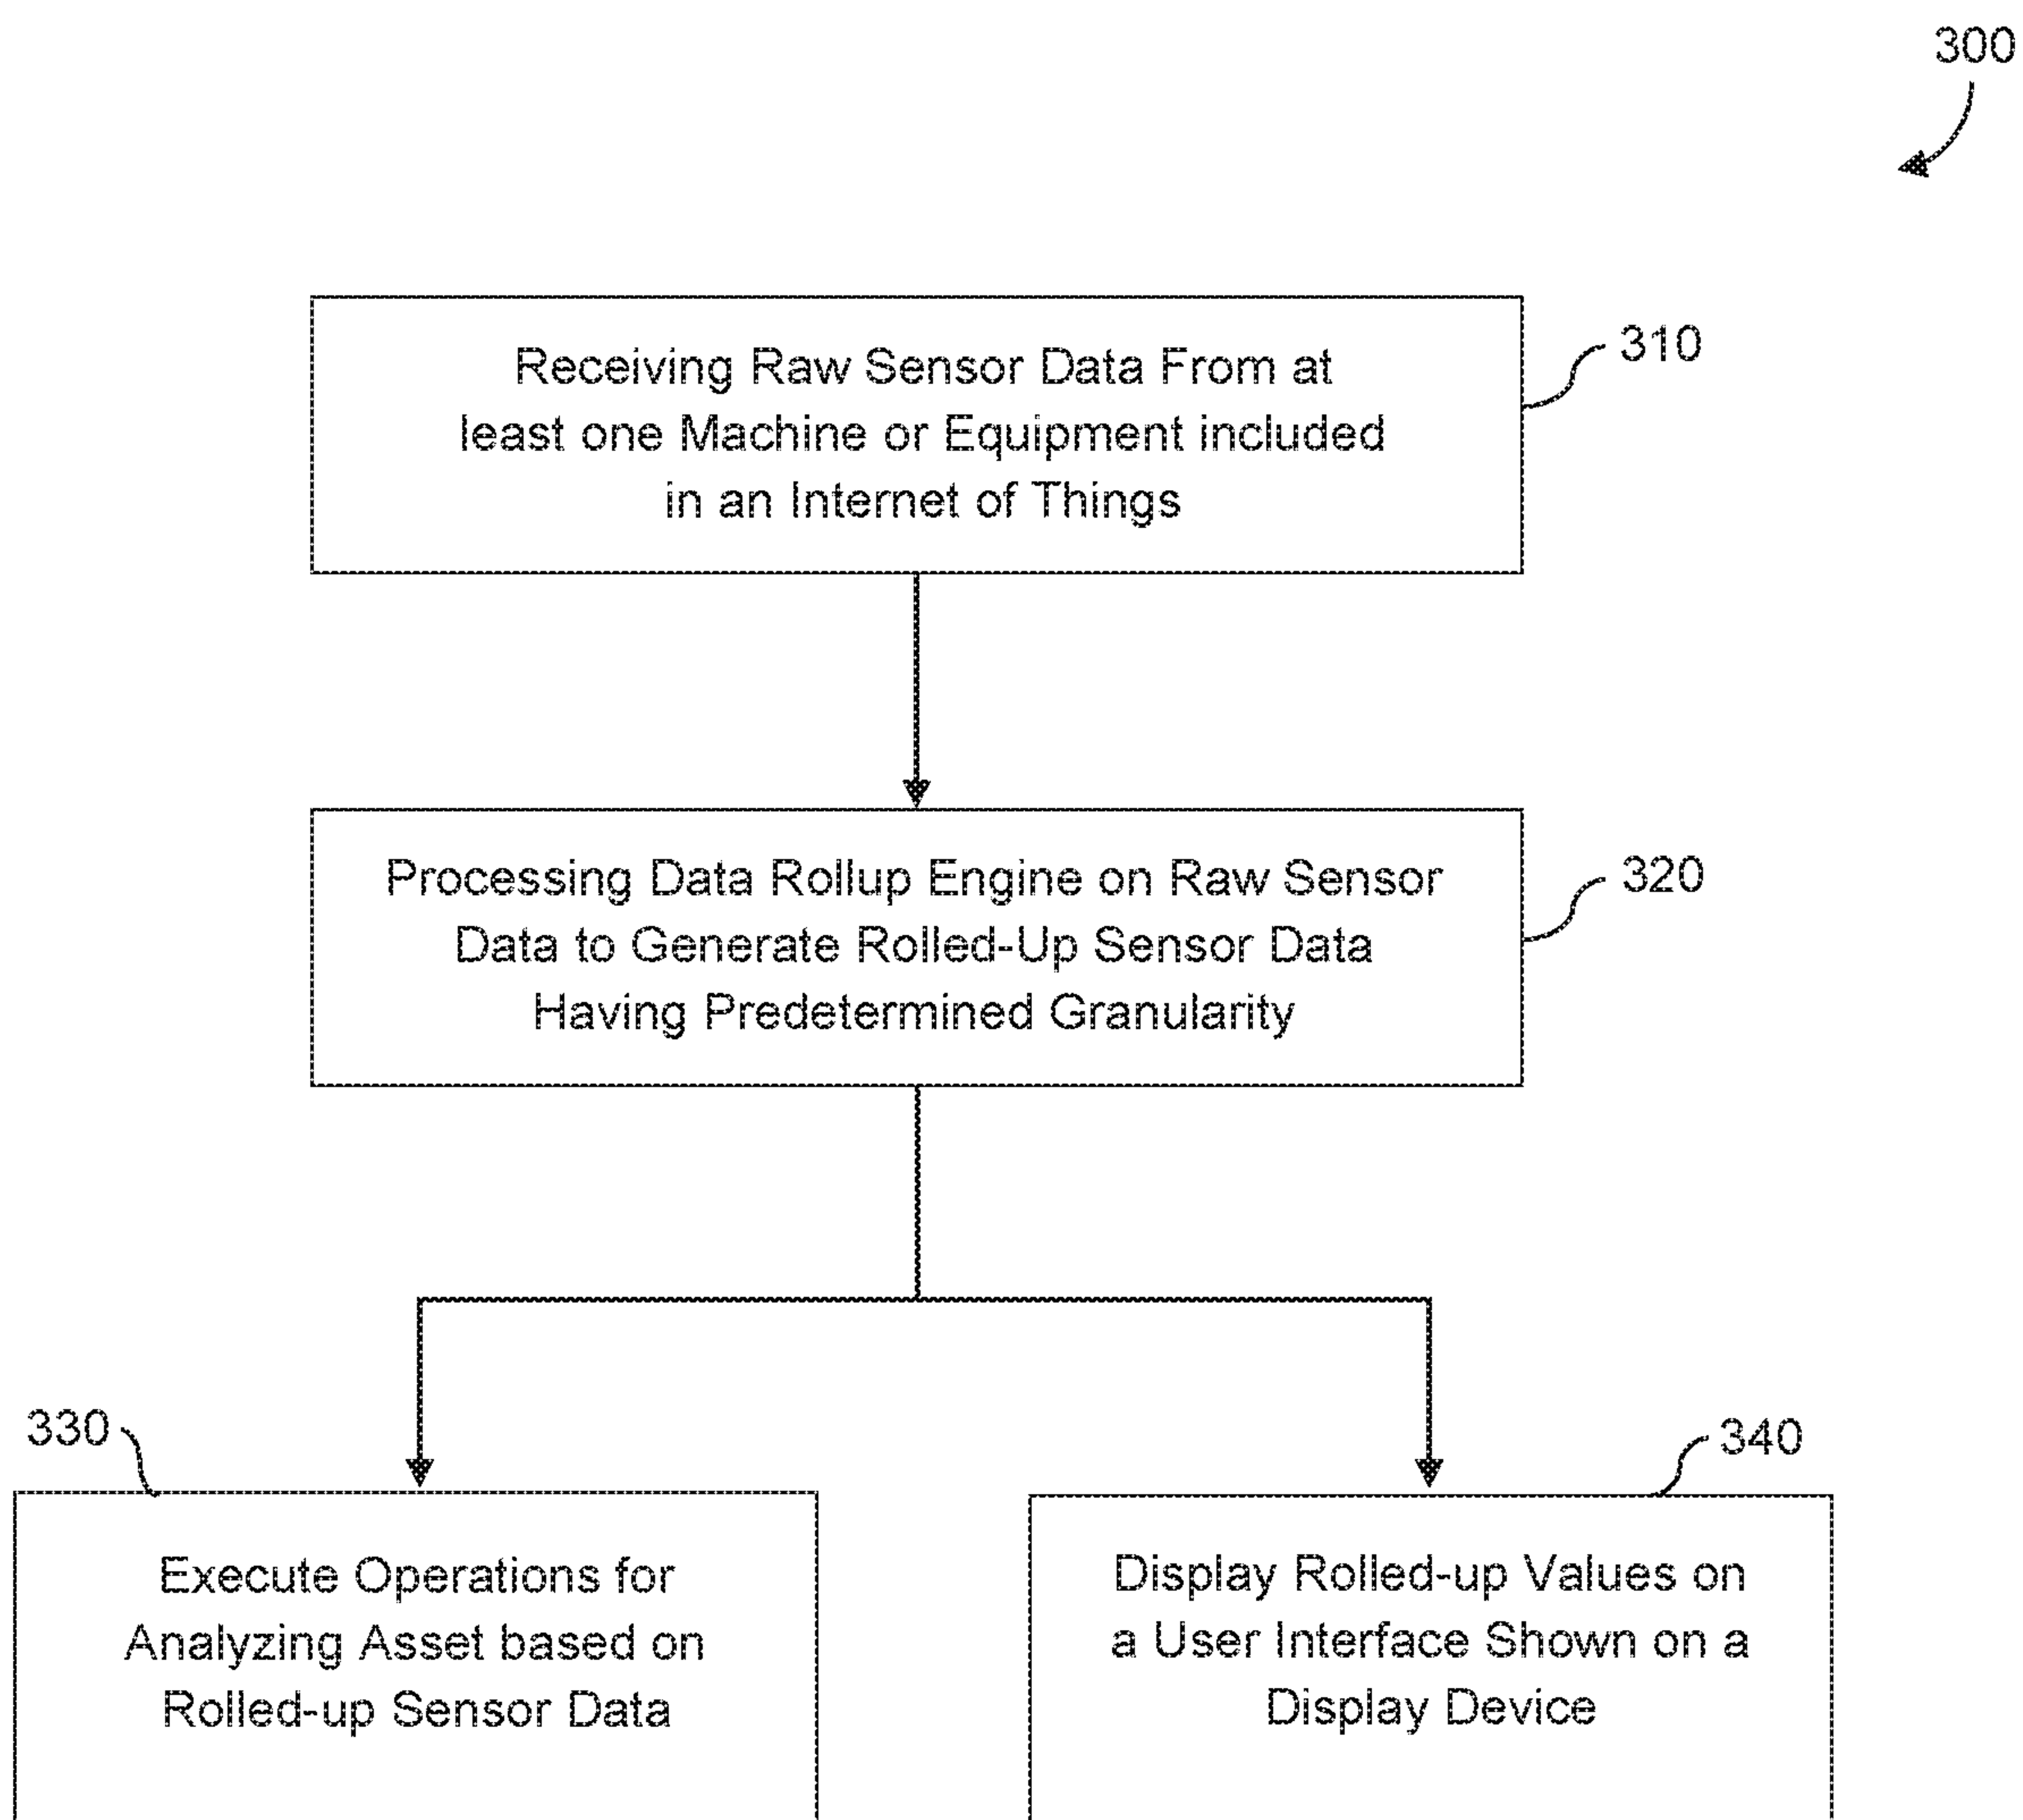 300
Receiving Raw Sensor Data From at
least one Machine or Equipment included
in an Internet of Things
310
Processing Data Rollup Engine on Raw Sensor
Data to Generate Rolled-Up Sensor Data
Having Predetermined Granularity
320
330
Execute Operations for
Analyzing Asset based on
Rolled-up Sensor Data
340
Display Rolled-up Values on
a User Interface Shown on a
Display Device